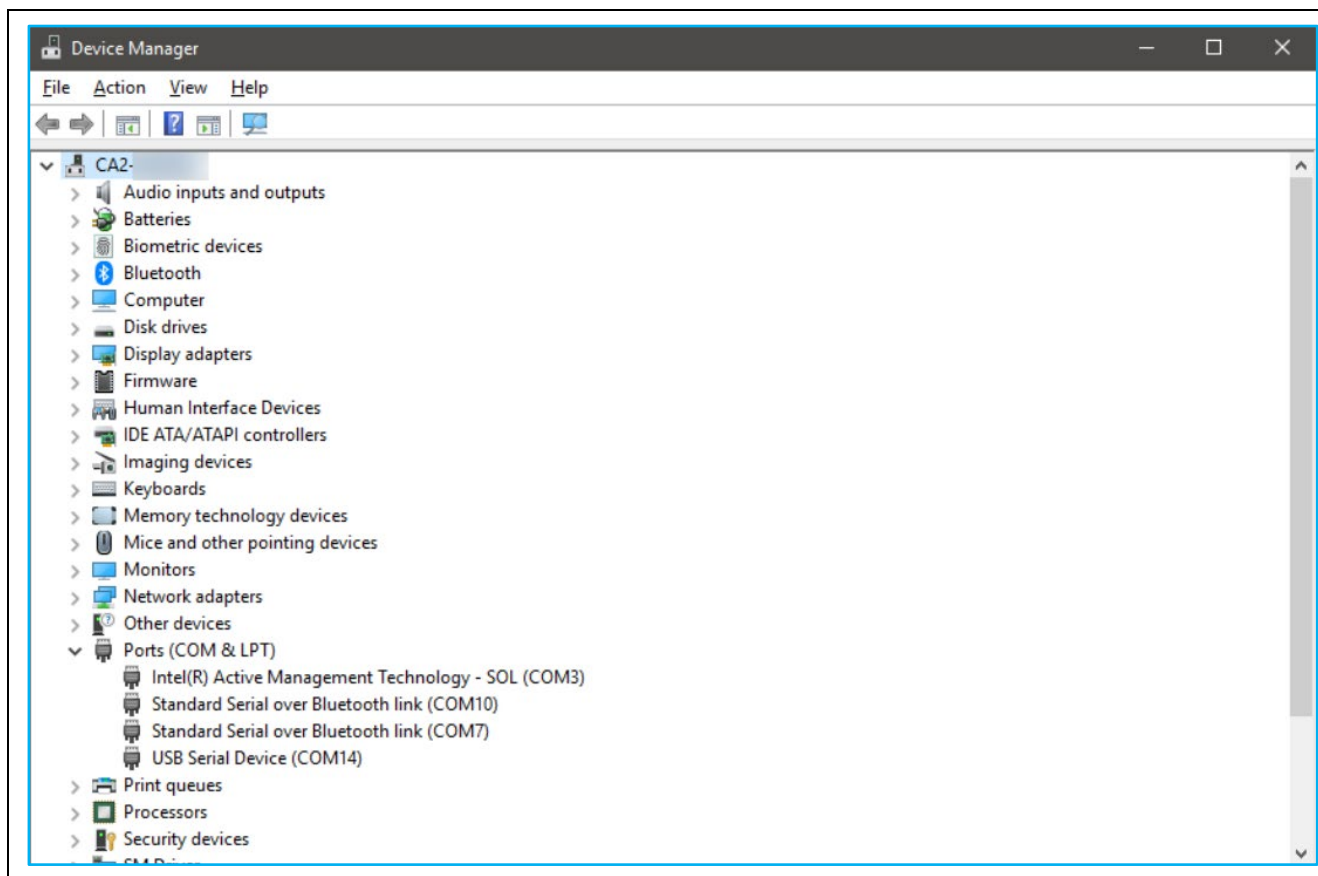 Device Manager
File Action View Help
CA2-
Audio inputs and outputs
Batteries
Biometric devices
Bluetooth
Computer
Disk drives
Display adapters
Firmware
Human Interface Devices
IDE ATA/ATAPI controllers
Imaging devices
Keyboards
Memory technology devices
Mice and other pointing devices
Monitors
Network adapters
Other devices
Ports (COM & LPT)
Intel(R) Active Management Technology - SOL (COM3)
Standard Serial over Bluetooth link (COM10)
Standard Serial over Bluetooth link (COM7)
USB Serial Device (COM14)
Print queues
Processors
Security devices